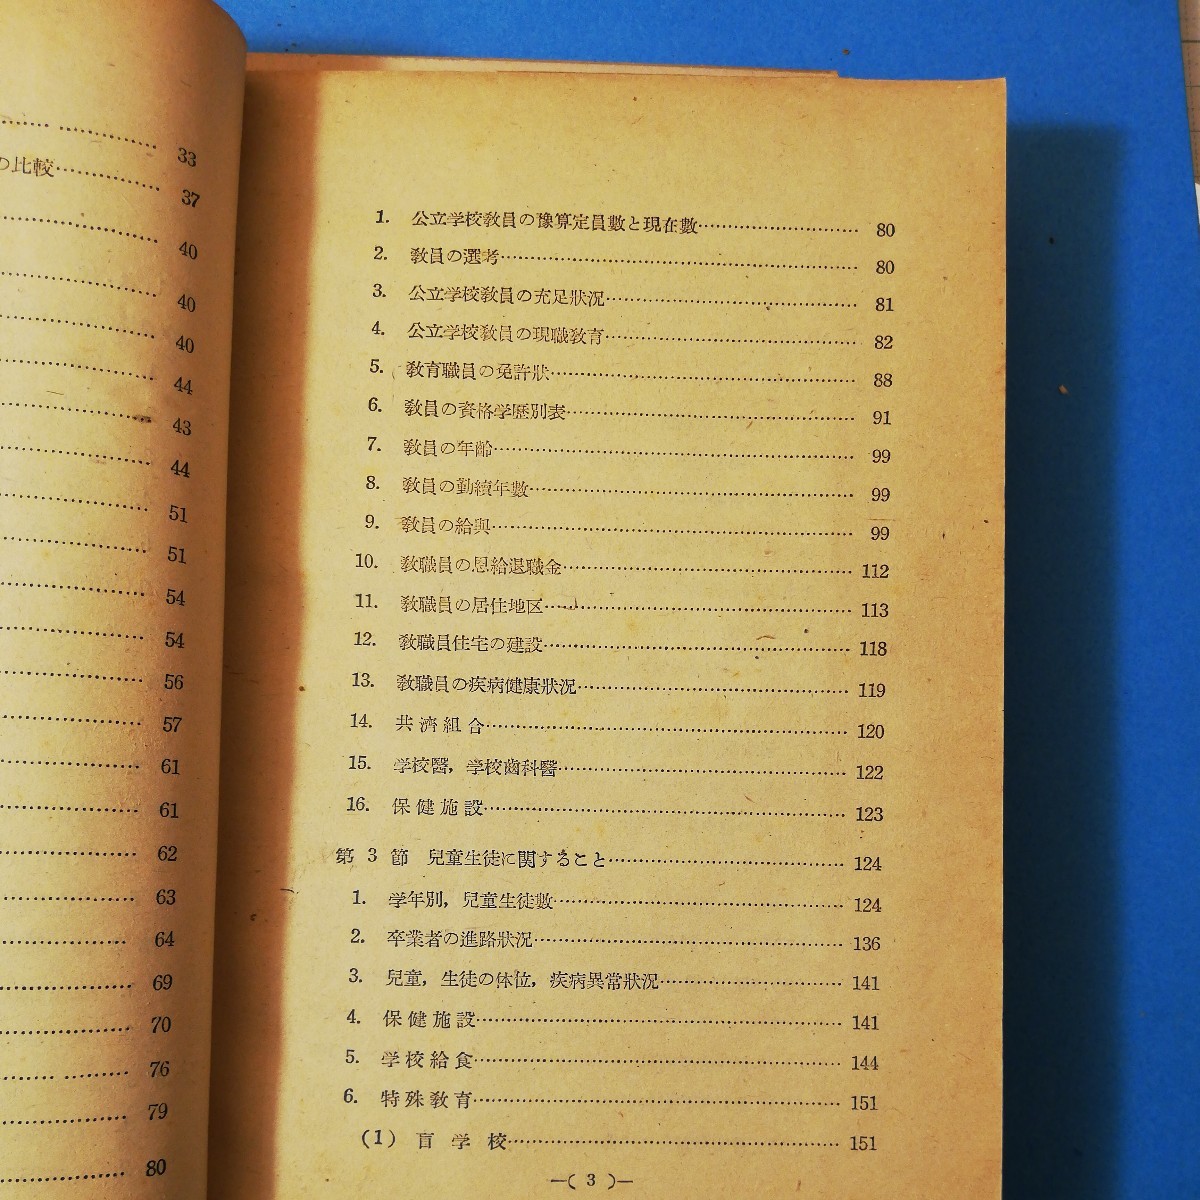 33
の比較 37
40
40
40
44
43
44
51
51
54
54
56
57
61
61
62
63
64
69
70
76
79
80
1. 公立学校教員の豫算定員數と現在數 80
2. 教員の選考 80
3. 公立学校教員の充足狀況 81
4. 公立学校教員の現職教育 82
5. 教育職員の免許狀 88
6. 教員の資格学歴別表 91
7. 教員の年齢 99
8. 教員の勤續年數 99
9. 教員の給與 99
10. 教職員の恩給退職金 112
11. 教職員の居住地区 113
12. 教職員住宅の建設 118
13. 教職員の疾病健康狀況 119
14. 共濟組合 120
15. 学校醫，学校齒科醫 122
16. 保健施設 123
第3節 兒童生徒に関すること 124
1. 学年別，兒童生徒數 124
2. 卒業者の進路狀況 136
3. 兒童，生徒の体位，疾病異常狀況 141
4. 保健施設 141
5. 学校給食 144
6. 特殊教育 151
(1) 盲学校 151
—( 3 )—